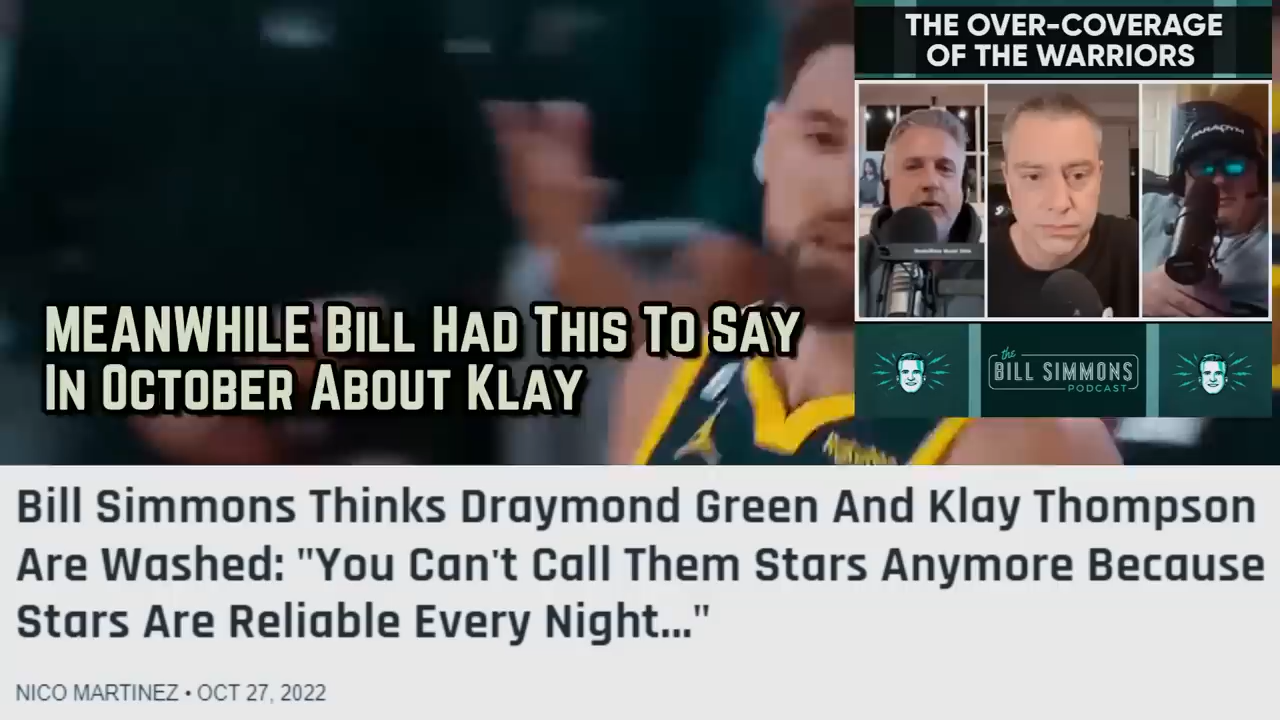 THE OVER-COVERAGE
OF THE WARRIORS
PARADYM
MEANWHILE BILL HAD THIS TO SAY
IN OCTOBER ABOUT KLAY
the
BILL SIMMONS
PODCAST
Bill Simmons Thinks Draymond Green And Klay Thompson
Are Washed: "You Can't Call Them Stars Anymore Because
Stars Are Reliable Every Night..."
NICO MARTINEZ • OCT 27, 2022